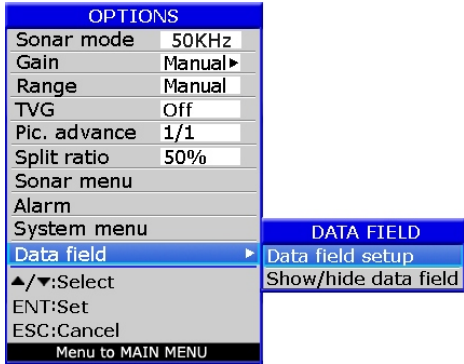 OPTIONS
Sonar mode 50KHz
Gain Manual▸
Range Manual
TVG Off
Pic. advance 1/1
Split ratio 50%
Sonar menu
Alarm
System menu
Data field ▸
▲/▼:Select
ENT:Set
ESC:Cancel
Menu to MAIN MENU
DATA FIELD
Data field setup
Show/hide data field